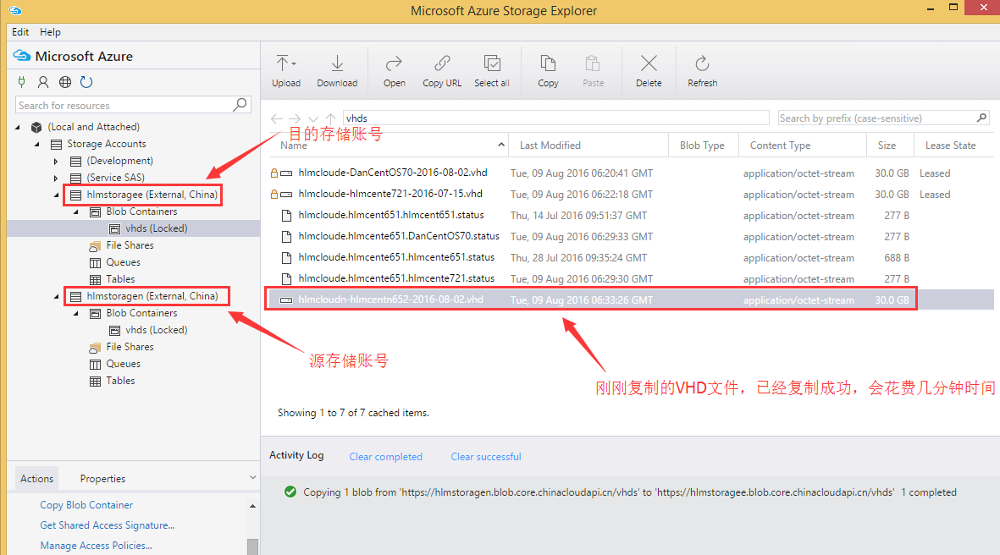 Microsoft Azure Storage Explorer
Edit Help
Microsoft Azure
Search for resources
(Local and Attached)
Storage Accounts
(Development)
(Service SAS)
hlmstoragee (External, China)
Blob Containers
vhds (Locked)
File Shares
Queues
Tables
hlmstoragen (External, China)
Blob Containers
vhds (Locked)
File Shares
Queues
Tables
Actions Properties
Copy Blob Container
Get Shared Access Signature...
Manage Access Policies...
Upload Download Open Copy URL Select all Copy Paste Delete Refresh
vhds
Search by prefix (case-sensitive)
目的存储账号
Name Last Modified Blob Type Content Type Size Lease State
hlmcloude-DanCentOS70-2016-08-02.vhd Tue, 09 Aug 2016 06:20:41 GMT application/octet-stream 30.0 GB Leased
hlmcloude-hlmcente721-2016-07-15.vhd Tue, 09 Aug 2016 06:22:18 GMT application/octet-stream 30.0 GB Leased
hlmcloude.hlmcent651.hlmcent651.status Thu, 14 Jul 2016 09:51:37 GMT application/octet-stream 277 B
hlmcloude.hlmcente651.DanCentOS70.status Tue, 09 Aug 2016 06:29:33 GMT application/octet-stream 277 B
hlmcloude.hlmcente651.hlmcente651.status Thu, 28 Jul 2016 09:35:24 GMT application/octet-stream 688 B
hlmcloude.hlmcente651.hlmcente721.status Tue, 09 Aug 2016 06:29:30 GMT application/octet-stream 277 B
hlmcloudn-hlmcentn652-2016-08-02.vhd Tue, 09 Aug 2016 06:33:26 GMT application/octet-stream 30.0 GB
源存储账号
刚刚复制的VHD文件，已经复制成功，会花费几分钟时间
Showing 1 to 7 of 7 cached items.
Activity Log Clear completed Clear successful
Copying 1 blob from 'https://hlmstoragen.blob.core.chinacloudapi.cn/vhds' to 'https://hlmstoragee.blob.core.chinacloudapi.cn/vhds' 1 completed